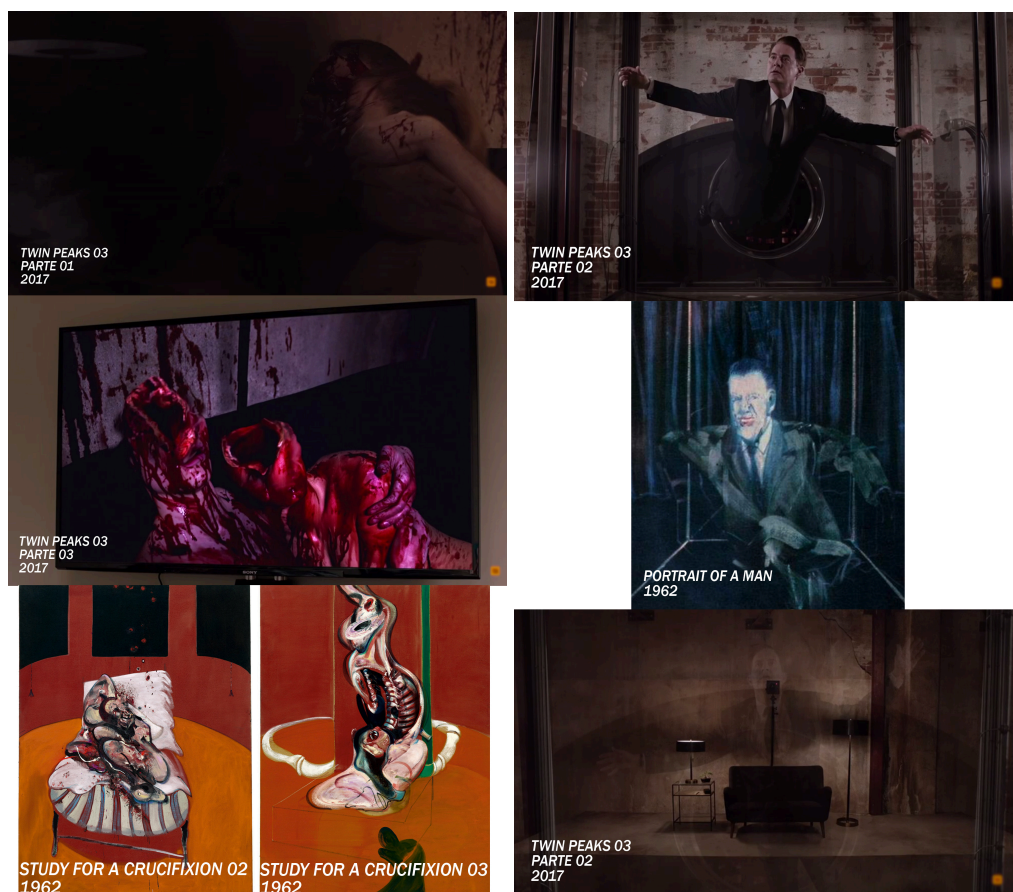 TWIN PEAKS 03
PARTE 01
2017
TWIN PEAKS 03
PARTE 02
2017
SONY
TWIN PEAKS 03
PARTE 03
2017
PORTRAIT OF A MAN
1962
STUDY FOR A CRUCIFIXION 02
1962
STUDY FOR A CRUCIFIXION 03
1962
TWIN PEAKS 03
PARTE 02
2017